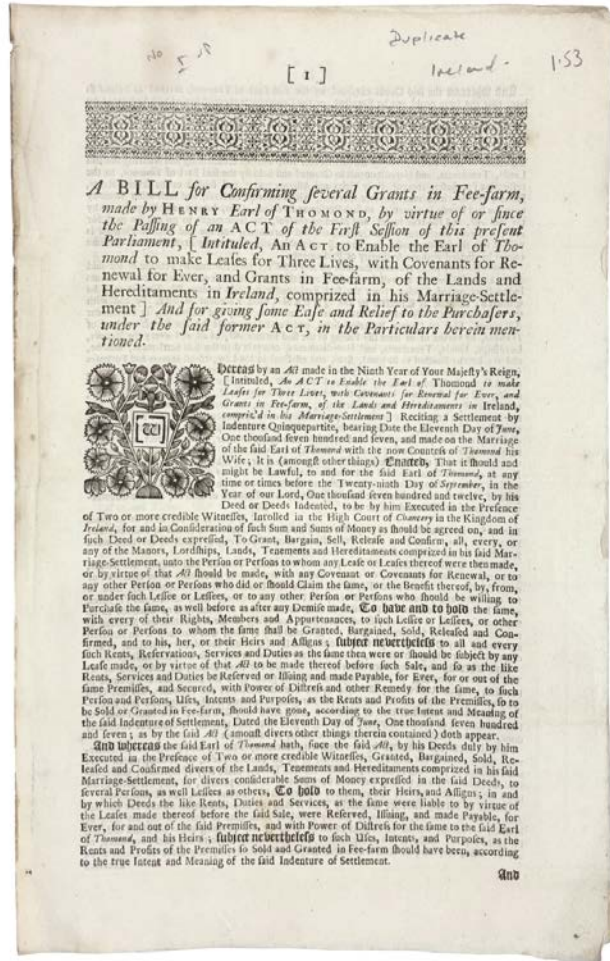 No
Duplicate
Ireland.
1.53
[ 1 ]
A BILL for Confirming ſeveral Grants in Fee-farm,
made by HENRY Earl of THOMOND, by virtue of or ſince
the Paſſing of an ACT of the Firſt Seſſion of this preſent
Parliament, [ Intituled, An ACT to Enable the Earl of Tho-
mond to make Leaſes for Three Lives, with Covenants for Re-
newal for Ever, and Grants in Fee-farm, of the Lands and
Hereditaments in Ireland, comprized in his Marriage-Settle-
ment ] And for giving ſome Eaſe and Relief to the Purchaſers,
under the ſaid former ACT, in the Particulars herein men-
tioned.
W
Hereas by an Act made in the Ninth Year of Your Majeſty's Reign,
[ Intituled, An ACT to Enable the Earl of Thomond to make
Leaſes for Three Lives, with Covenants for Renewal for Ever, and
Grants in Fee-farm, of the Lands and Hereditaments in Ireland,
compriz'd in his Marriage-Settlement ] Reciting a Settlement by
Indenture Quinquepartite, bearing Date the Eleventh Day of June,
One thouſand ſeven hundred and ſeven, and made on the Marriage
of the ſaid Earl of Thomond with the now Counteſs of Thomond his
Wife; It is (amongſt other things) Enacted, That it ſhould and
might be Lawful, to and for the ſaid Earl of Thomond, at any
time or times before the Twenty-ninth Day of September, in the
Year of our Lord, One thouſand ſeven hundred and twelve, by his
Deed or Deeds Indented, to be by him Executed in the Preſence
of Two or more credible Witneſſes, Inrolled in the High Court of Chancery in the Kingdom of
Ireland, for and in Conſideration of ſuch Sum and Sums of Money as ſhould be agreed on, and in
ſuch Deed or Deeds expreſſed, To Grant, Bargain, Sell, Releaſe and Confirm, all, every, or
any of the Manors, Lordſhips, Lands, Tenements and Hereditaments comprized in his ſaid Mar-
riage-Settlement, unto the Perſon or Perſons to whom any Leaſe or Leaſes thereof were then made,
or by virtue of that Act ſhould be made, with any Covenant or Covenants for Renewal, or to
any other Perſon or Perſons who did or ſhould Claim the ſame, or the Benefit thereof, by, from,
or under ſuch Leſſee or Leſſees, or to any other Perſon or Perſons who ſhould be willing to
Purchaſe the ſame, as well before as after any Demiſe made, To have and to hold the ſame,
with every of their Rights, Members and Appurtenances, to ſuch Leſſee or Leſſees, or other
Perſon or Perſons to whom the ſame ſhall be Granted, Bargained, Sold, Releaſed and Con-
firmed, and to his, her, or their Heirs and Aſſigns; ſubject nevertheleſs to all and every
ſuch Rents, Reſervations, Services and Duties as the ſame then were or ſhould be ſubject by any
Leaſe made, or by virtue of that Act to be made thereof before ſuch Sale, and ſo as the like
Rents, Services and Duties be Reſerved or Iſſuing and made Payable, for Ever, for or out of the
ſame Premiſſes, and Secured, with Power of Diſtreſs and other Remedy for the ſame, to ſuch
Perſon and Perſons, Uſes, Intents and Purpoſes, as the Rents and Profits of the Premiſſes, ſo to
be Sold or Granted in Fee-farm, ſhould have gone, according to the true Intent and Meaning of
the ſaid Indenture of Settlement, Dated the Eleventh Day of June, One thouſand ſeven hundred
and ſeven; as by the ſaid Act (amonſt divers other things therein contained) doth appear.
And whereas the ſaid Earl of Thomond hath, ſince the ſaid Act, by his Deeds duly by him
Executed in the Preſence of Two or more credible Witneſſes, Granted, Bargained, Sold, Re-
leaſed and Confirmed divers of the Lands, Tenements and Hereditaments comprized in his ſaid
Marriage-Settlement, for divers conſiderable Sums of Money expreſſed in the ſaid Deeds, to
ſeveral Perſons, as well Leſſees as others, To hold to them, their Heirs, and Aſſigns; in and
by which Deeds the like Rents, Duties and Services, as the ſame were liable to by virtue of
the Leaſes made thereof before the ſaid Sale, were Reſerved, Iſſuing, and made Payable, for
Ever, for and out of the ſaid Premiſſes, and with Power of Diſtreſs for the ſame to the ſaid Earl
of Thomond, and his Heirs; ſubject nevertheleſs to ſuch Uſes, Intents, and Purpoſes, as the
Rents and Profits of the Premiſſes ſo Sold and Granted in Fee-farm ſhould have been, according
to the true Intent and Meaning of the ſaid Indenture of Settlement.
And